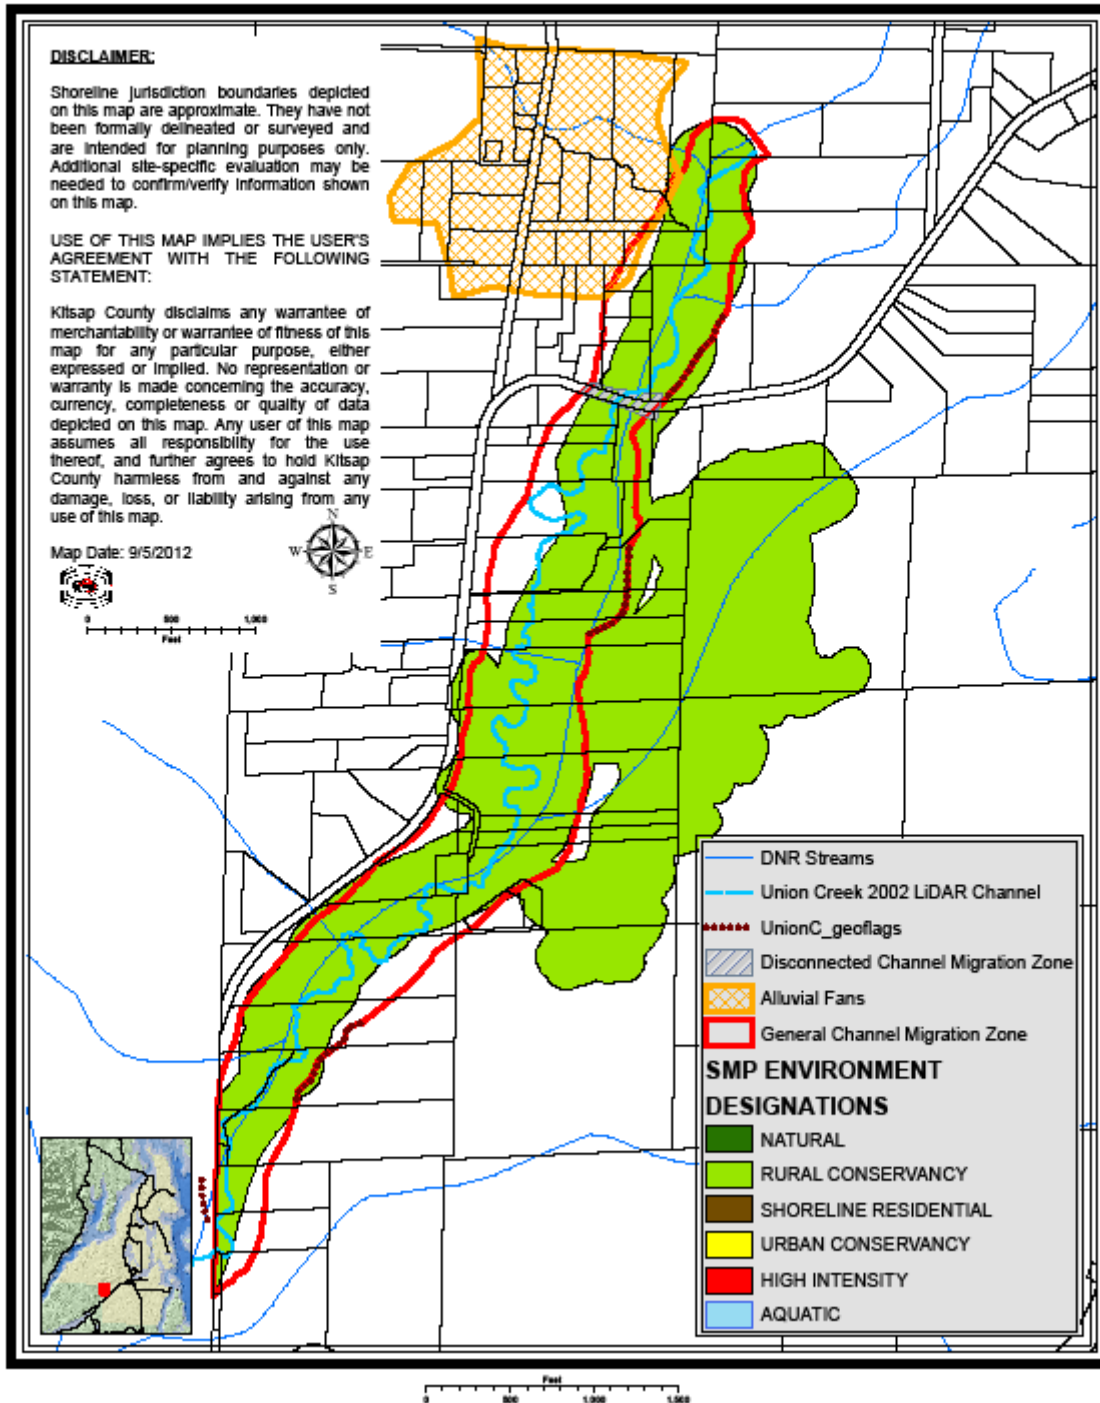 DISCLAIMER:
Shoreline jurisdiction boundaries depicted
on this map are approximate. They have not
been formally delineated or surveyed and
are intended for planning purposes only.
Additional site-specific evaluation may be
needed to confirm/verify information shown
on this map.
USE OF THIS MAP IMPLIES THE USER'S
AGREEMENT WITH THE FOLLOWING
STATEMENT:
Kitsap County disclaims any warrantee of
merchantability or warrantee of fitness of this
map for any particular purpose, either
expressed or implied. No representation or
warranty is made concerning the accuracy,
currency, completeness or quality of data
depicted on this map. Any user of this map
assumes all responsibility for the use
thereof, and further agrees to hold Kitsap
County harmless from and against any
damage, loss, or liability arising from any
use of this map.
Map Date: 9/5/2012
N
W E
S
0 500 1,000
Feet
DNR Streams
Union Creek 2002 LiDAR Channel
UnionC_geoflags
Disconnected Channel Migration Zone
Alluvial Fans
General Channel Migration Zone
SMP ENVIRONMENT
DESIGNATIONS
NATURAL
RURAL CONSERVANCY
SHORELINE RESIDENTIAL
URBAN CONSERVANCY
HIGH INTENSITY
AQUATIC
Feet
0 500 1,000 1,500